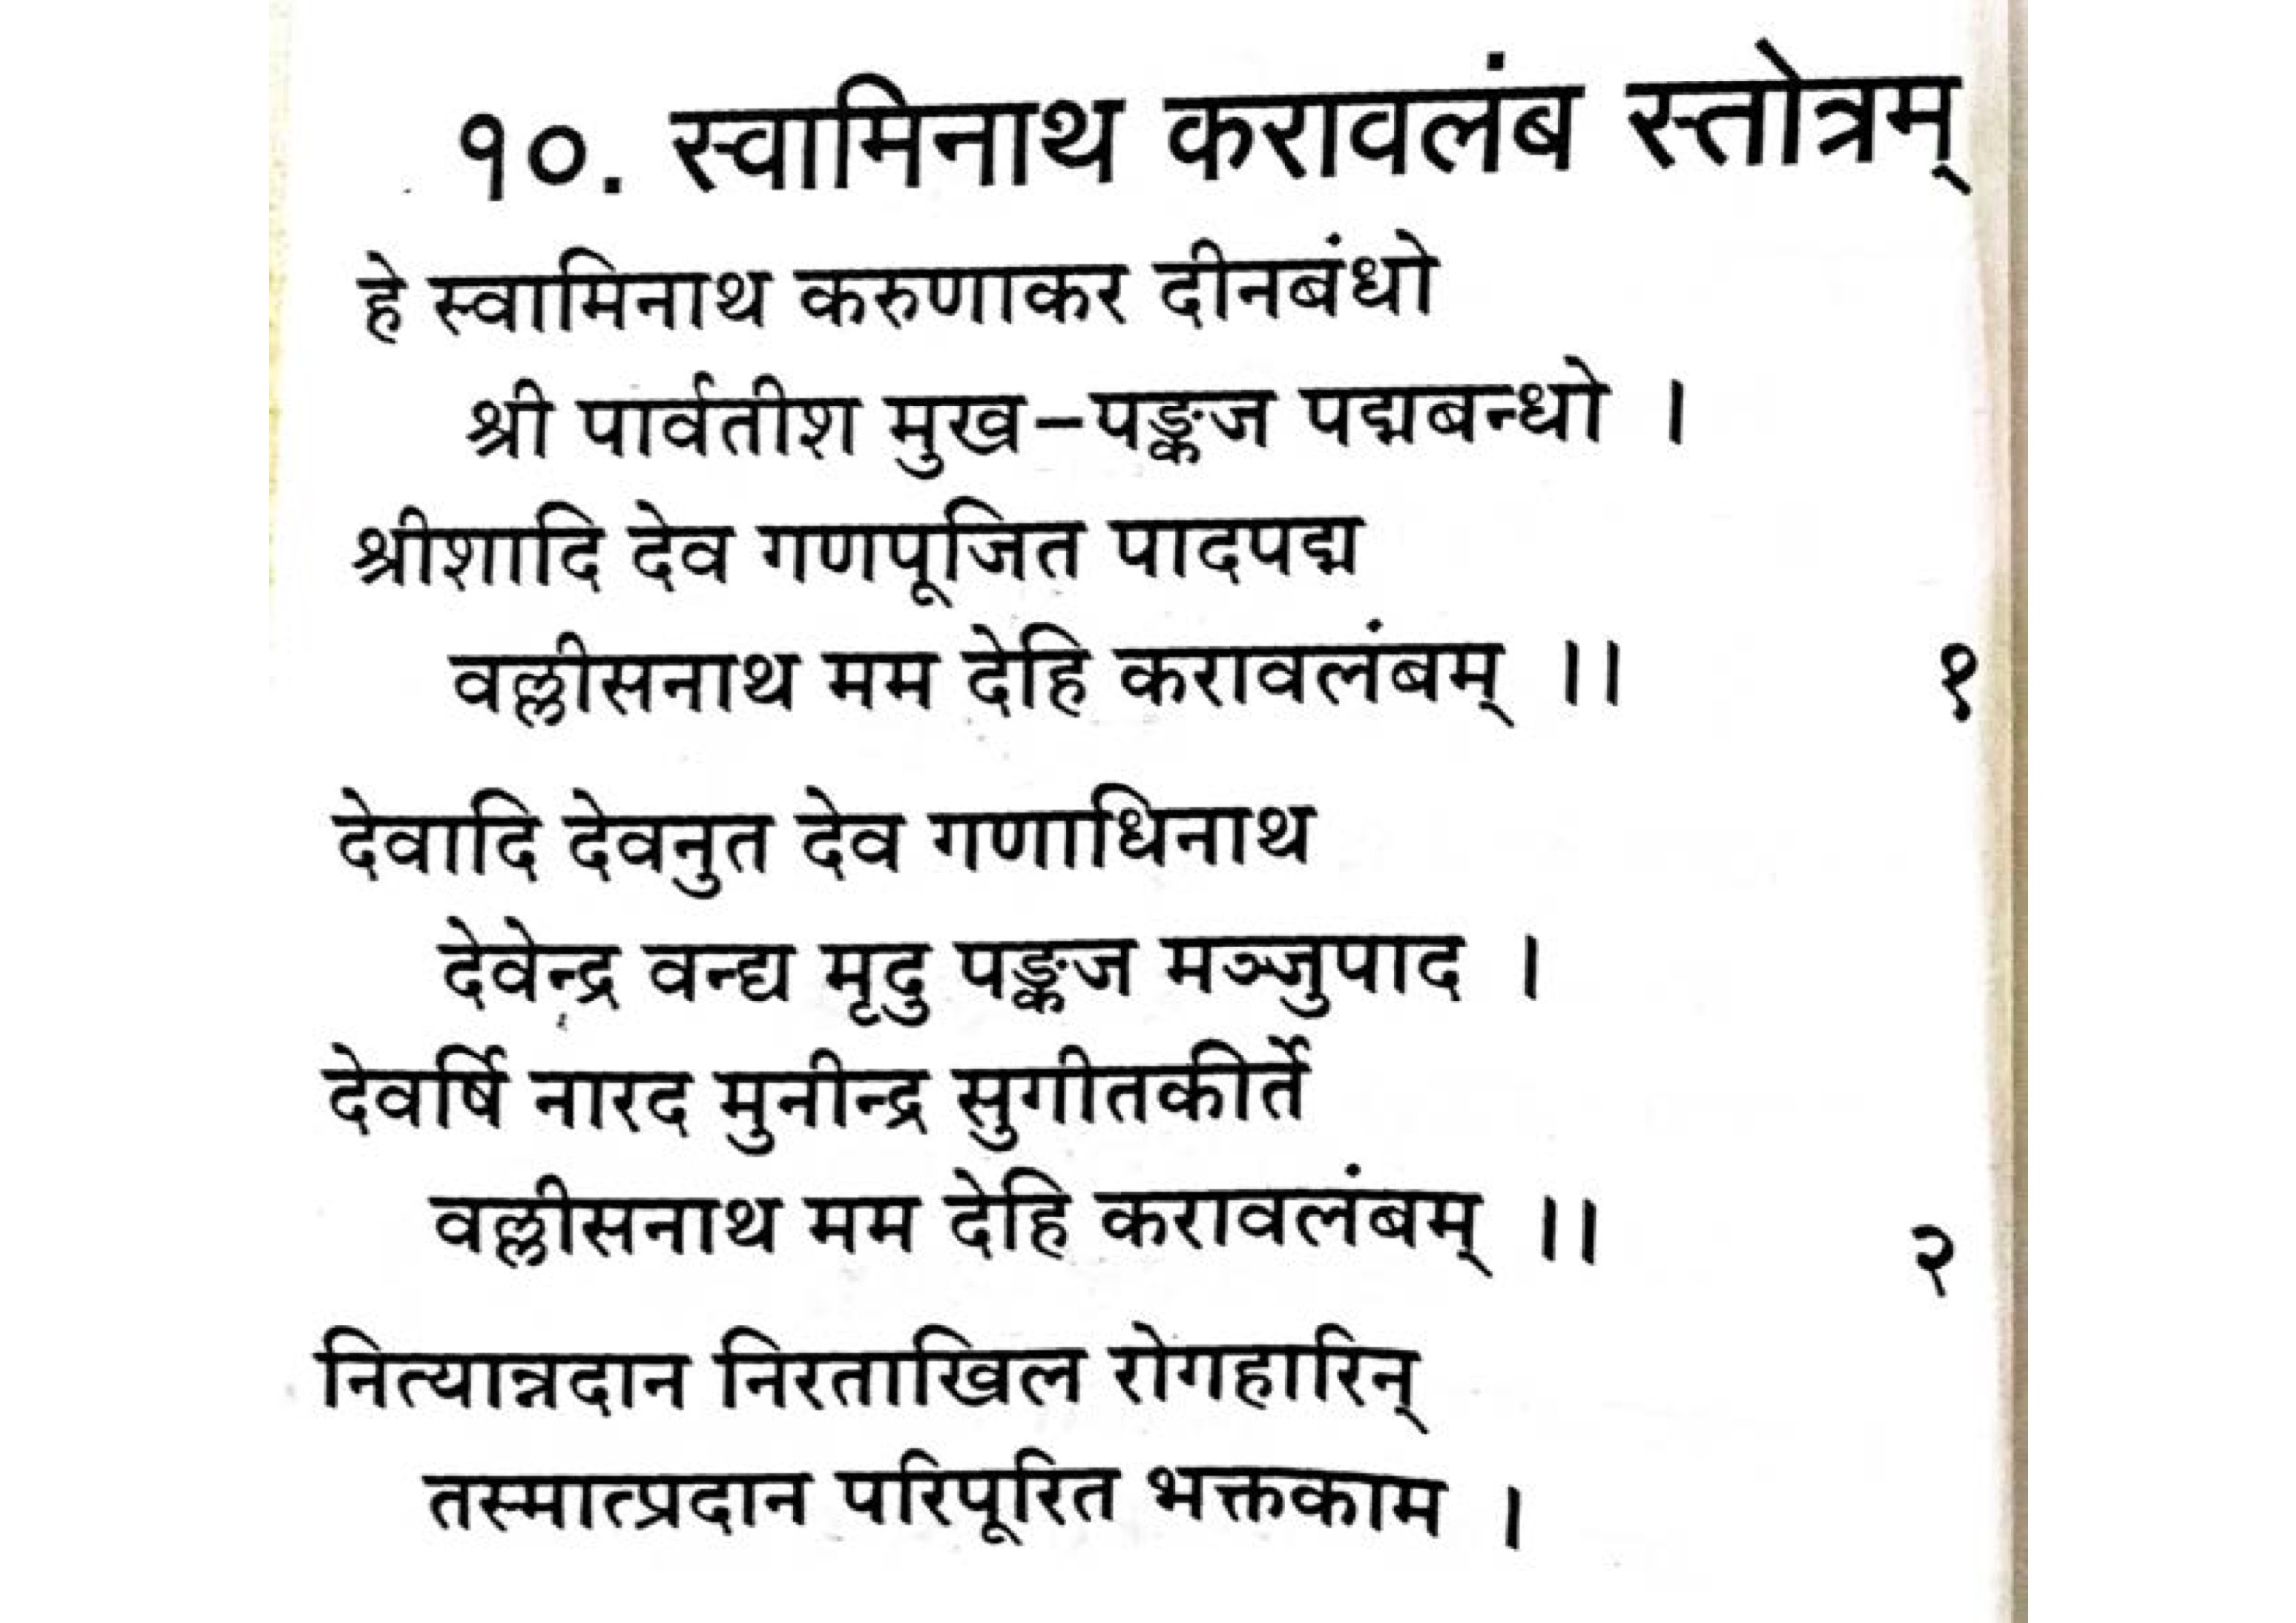 १०. स्वामिनाथ करावलंब स्तोत्रम्
हे स्वामिनाथ करुणाकर दीनबंधो
श्री पार्वतीश मुख–पङ्कज पद्मबन्धो ।
श्रीशादि देव गणपूजित पादपद्म
वल्लीसनाथ मम देहि करावलंबम् ।। १
देवादि देवनुत देव गणाधिनाथ
देवेन्द्र वन्द्य मृदु पङ्कज मञ्जुपाद ।
देवर्षि नारद मुनीन्द्र सुगीतकीर्ते
वल्लीसनाथ मम देहि करावलंबम् ।। २
नित्यान्नदान निरताखिल रोगहारिन्
तस्मात्प्रदान परिपूरित भक्तकाम ।